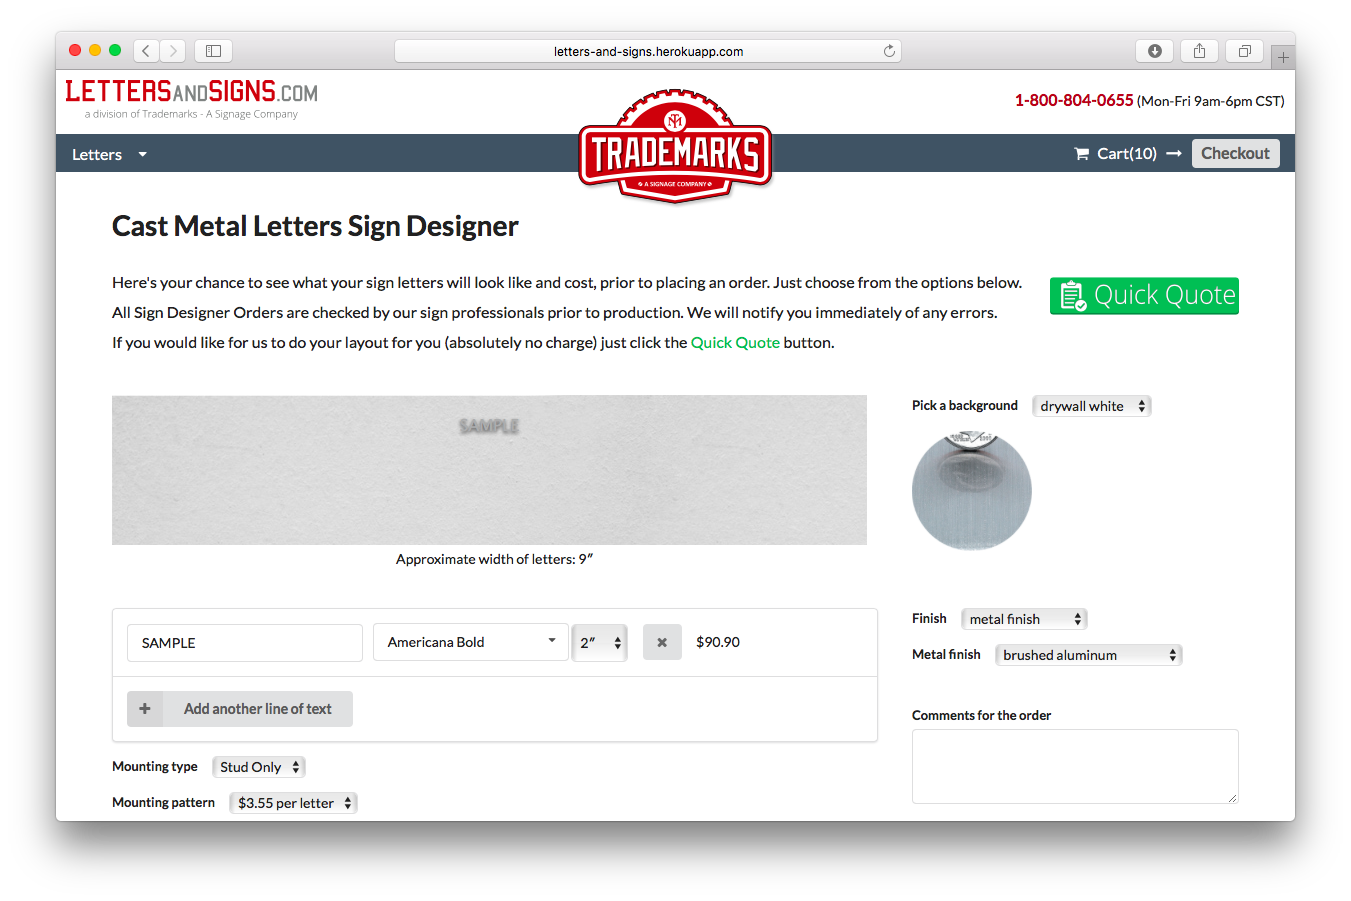 letters-and-signs.herokuapp.com
LETTERSANDSIGNS.COM
a division of Trademarks - A Signage Company
1-800-804-0655 (Mon-Fri 9am-6pm CST)
Letters
TM
TRADEMARKS
A SIGNAGE COMPANY
Cart(10) → Checkout
Cast Metal Letters Sign Designer
Here's your chance to see what your sign letters will look like and cost, prior to placing an order. Just choose from the options below.
All Sign Designer Orders are checked by our sign professionals prior to production. We will notify you immediately of any errors.
If you would like for us to do your layout for you (absolutely no charge) just click the Quick Quote button.
Quick Quote
SAMPLE
Approximate width of letters: 9″
Pick a background drywall white
SAMPLE Americana Bold 2″ × $90.90
+ Add another line of text
Mounting type Stud Only
Mounting pattern $3.55 per letter
Finish metal finish
Metal finish brushed aluminum
Comments for the order